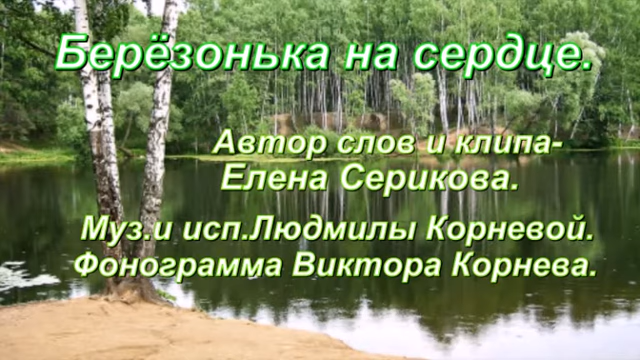 Берёзонька на сердце.
Автор слов и клипа-
Елена Серикова.
Муз.и исп.Людмилы Корневой.
Фонограмма Виктора Корнева.